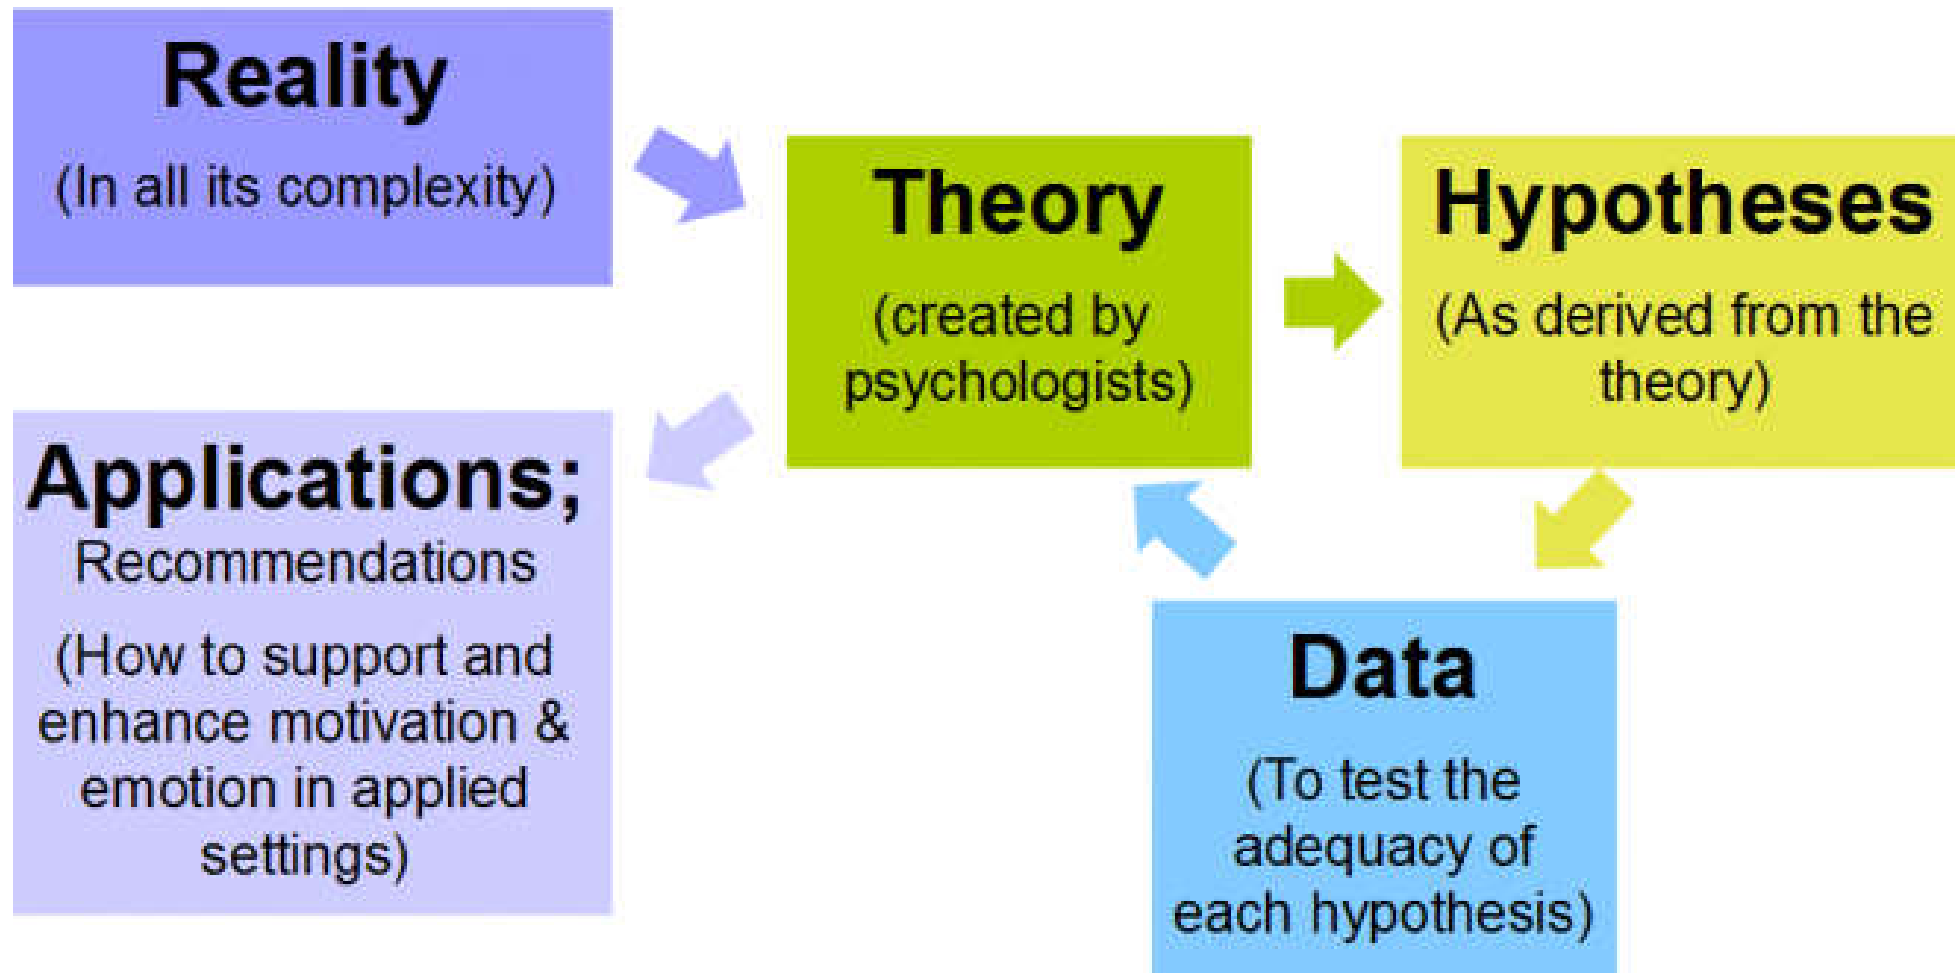 Reality
(In all its complexity)
Theory
(created by
psychologists)
Hypotheses
(As derived from the
theory)
Applications;
Recommendations
(How to support and
enhance motivation &
emotion in applied
settings)
Data
(To test the
adequacy of
each hypothesis)